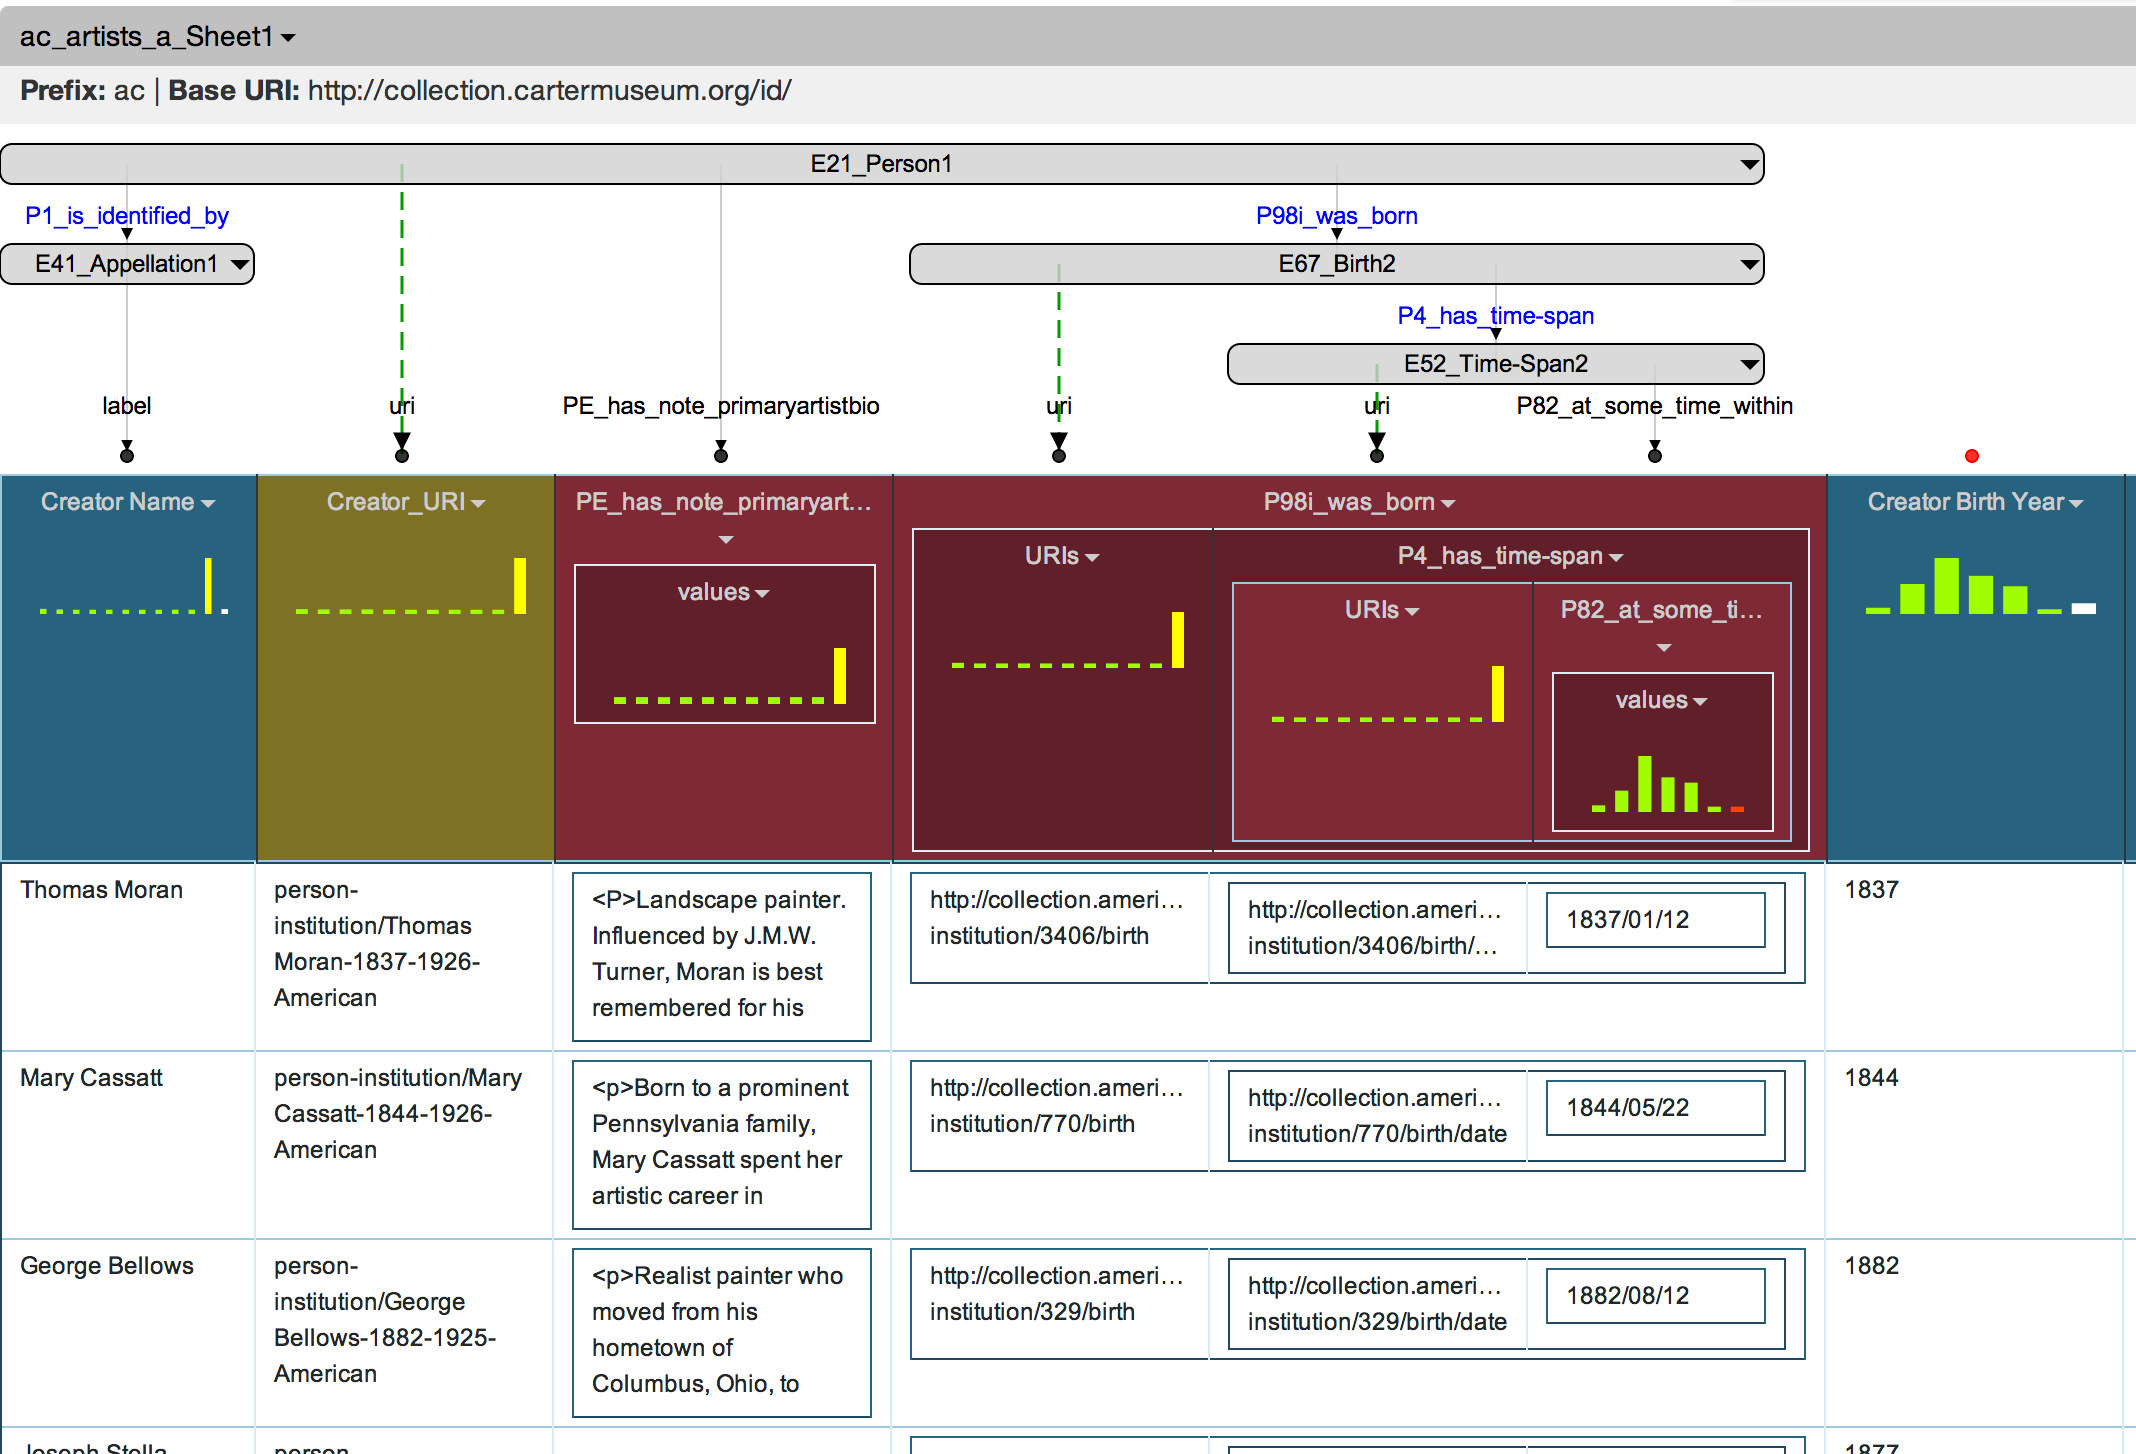 ac_artists_a_Sheet1
Prefix: ac | Base URI: http://collection.cartermuseum.org/id/
E21_Person1
P1_is_identified_by
P98i_was_born
E41_Appellation1
E67_Birth2
P4_has_time-span
E52_Time-Span2
label
uri
PE_has_note_primaryartistbio
uri
uri
P82_at_some_time_within
Creator Name
Creator_URI
PE_has_note_primaryart...
P98i_was_born
Creator Birth Year
values
URIs
P4_has_time-span
URIs
P82_at_some_ti...
values
Thomas Moran
person-
institution/Thomas
Moran-1837-1926-
American
<P>Landscape painter.
Influenced by J.M.W.
Turner, Moran is best
remembered for his
http://collection.ameri...
institution/3406/birth
http://collection.ameri...
institution/3406/birth/...
1837/01/12
1837
Mary Cassatt
person-institution/Mary
Cassatt-1844-1926-
American
<p>Born to a prominent
Pennsylvania family,
Mary Cassatt spent her
artistic career in
http://collection.ameri...
institution/770/birth
http://collection.ameri...
institution/770/birth/date
1844/05/22
1844
George Bellows
person-
institution/George
Bellows-1882-1925-
American
<p>Realist painter who
moved from his
hometown of
Columbus, Ohio, to
http://collection.ameri...
institution/329/birth
http://collection.ameri...
institution/329/birth/date
1882/08/12
1882
Joseph Stella
person-
1877